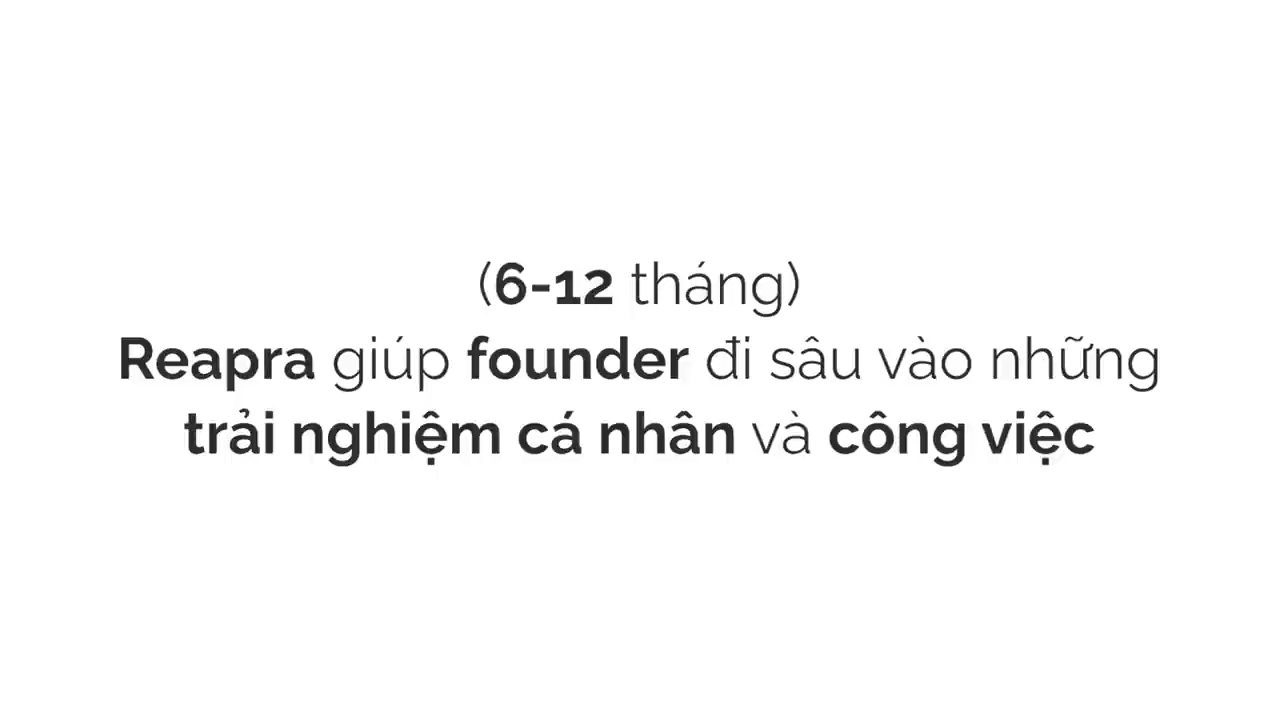 (6-12 tháng)
Reapra giúp founder đi sâu vào những
trải nghiệm cá nhân và công việc